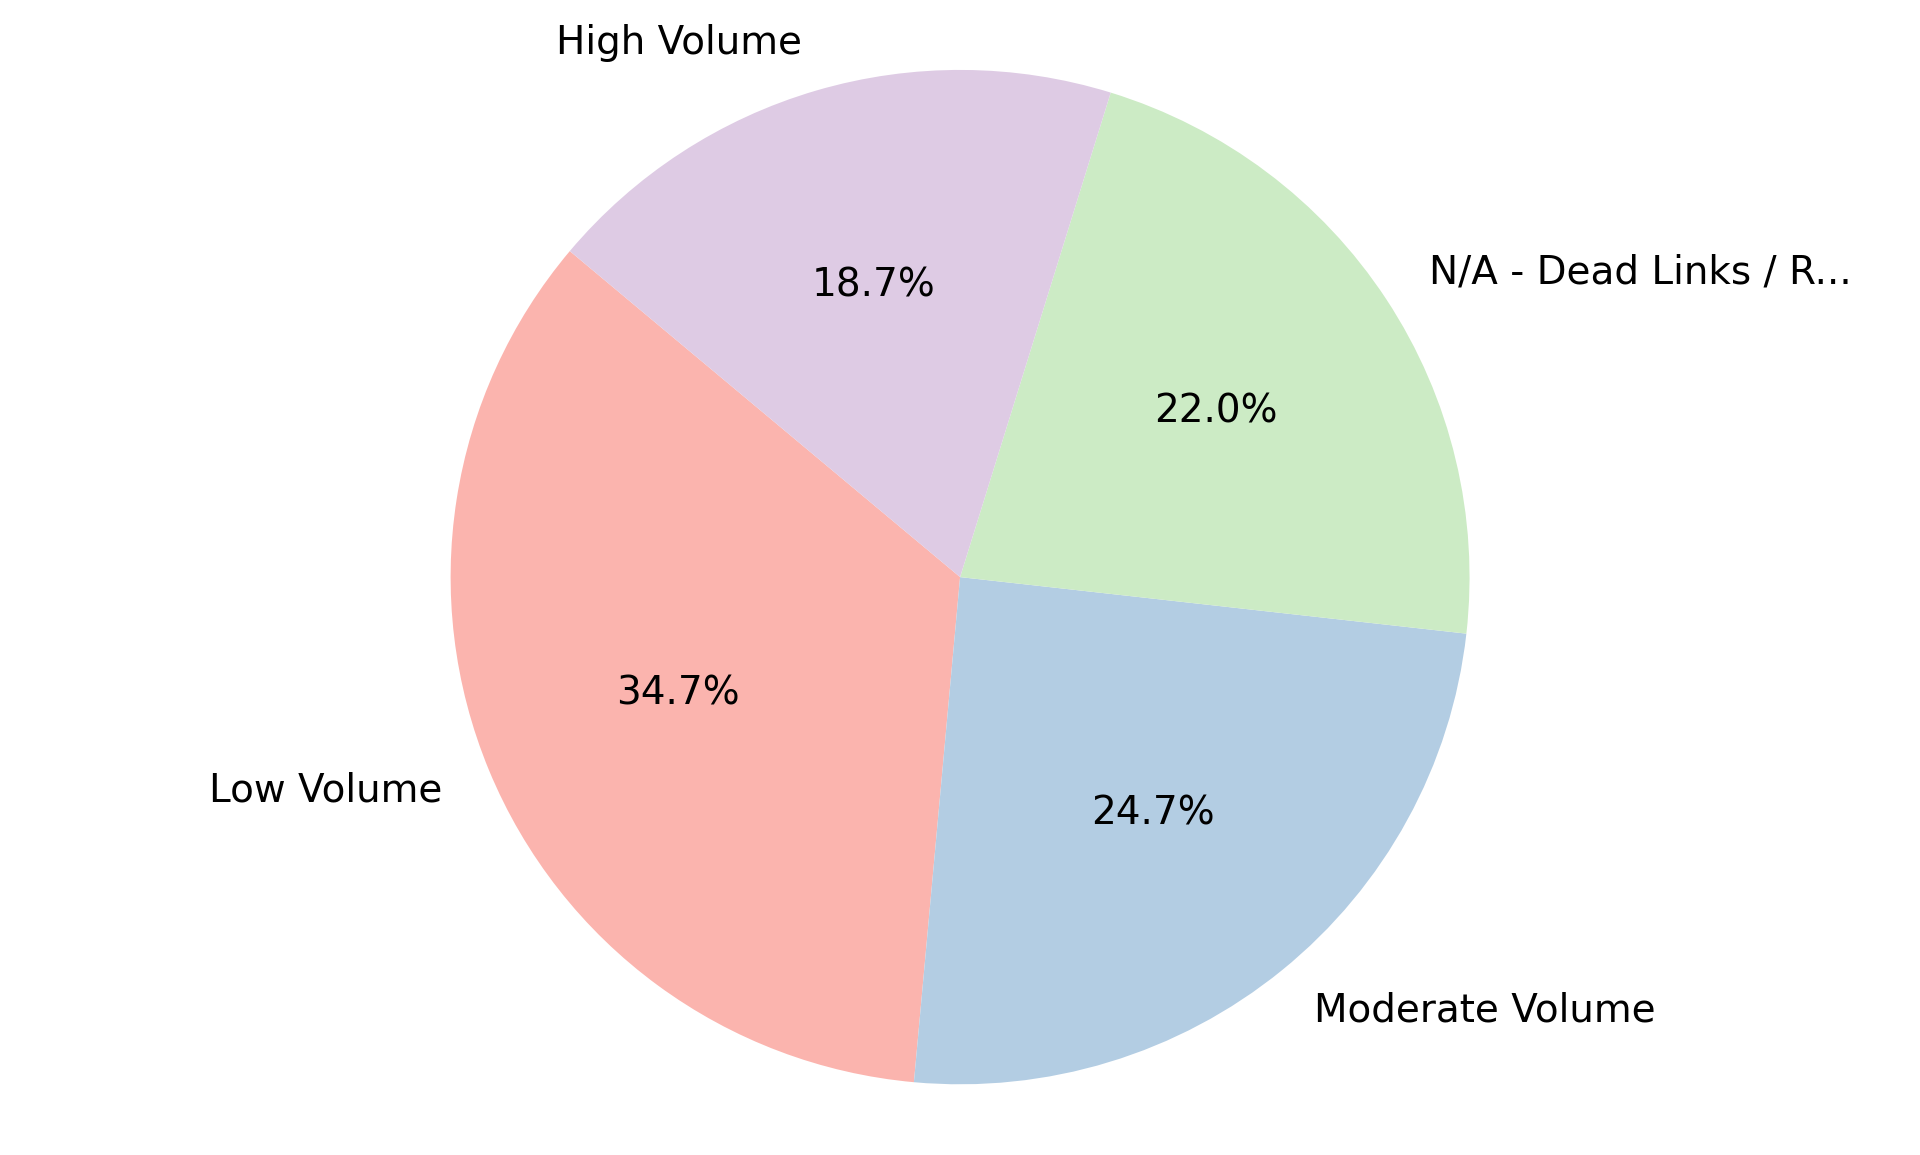 High Volume
N/A - Dead Links / R...
18.7%
22.0%
34.7%
Low Volume
24.7%
Moderate Volume